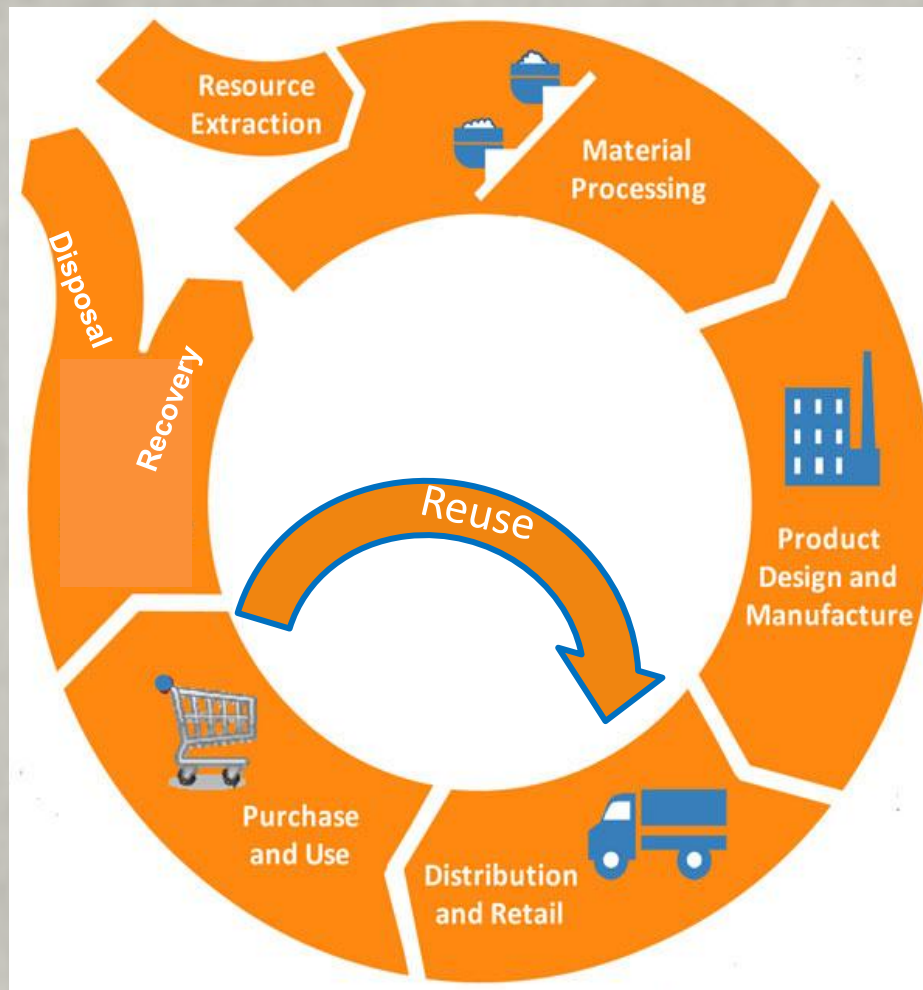 Resource
Extraction
Material
Processing
Product
Design and
Manufacture
Distribution
and Retail
Purchase
and Use
Disposal
Recovery
Reuse